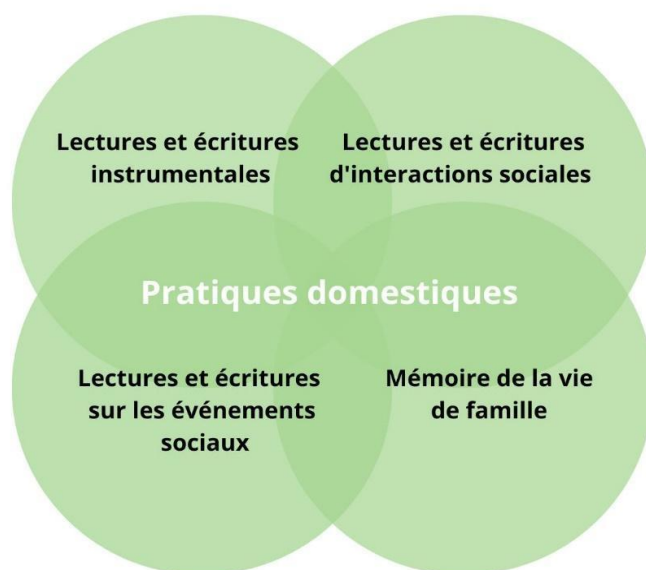 Lectures et écritures
instrumentales
Lectures et écritures
d'interactions sociales
Pratiques domestiques
Lectures et écritures
sur les événements
sociaux
Mémoire de la vie
de famille